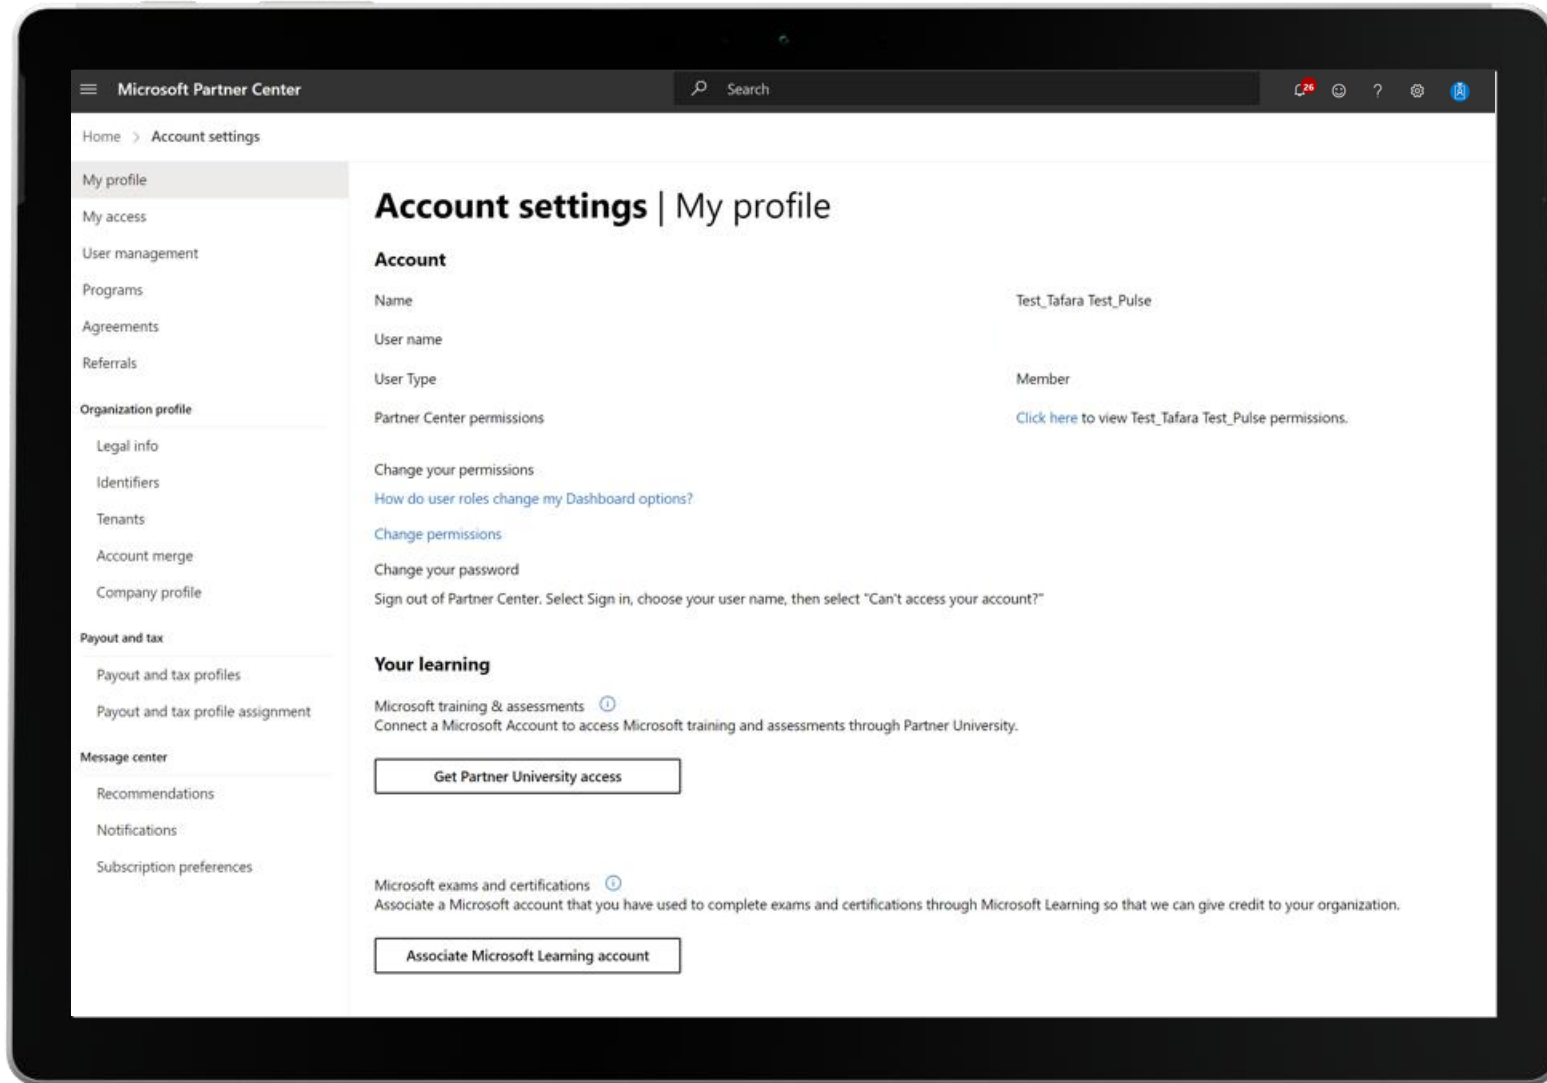 Microsoft Partner Center
Search
26
?
Home > Account settings
My profile
My access
User management
Programs
Agreements
Referrals
Organization profile
Legal info
Identifiers
Tenants
Account merge
Company profile
Payout and tax
Payout and tax profiles
Payout and tax profile assignment
Message center
Recommendations
Notifications
Subscription preferences
Account settings | My profile
Account
Name Test_Tafara Test_Pulse
User name
User Type Member
Partner Center permissions Click here to view Test_Tafara Test_Pulse permissions.
Change your permissions
How do user roles change my Dashboard options?
Change permissions
Change your password
Sign out of Partner Center. Select Sign in, choose your user name, then select "Can't access your account?"
Your learning
Microsoft training & assessments
Connect a Microsoft Account to access Microsoft training and assessments through Partner University.
Get Partner University access
Microsoft exams and certifications
Associate a Microsoft account that you have used to complete exams and certifications through Microsoft Learning so that we can give credit to your organization.
Associate Microsoft Learning account